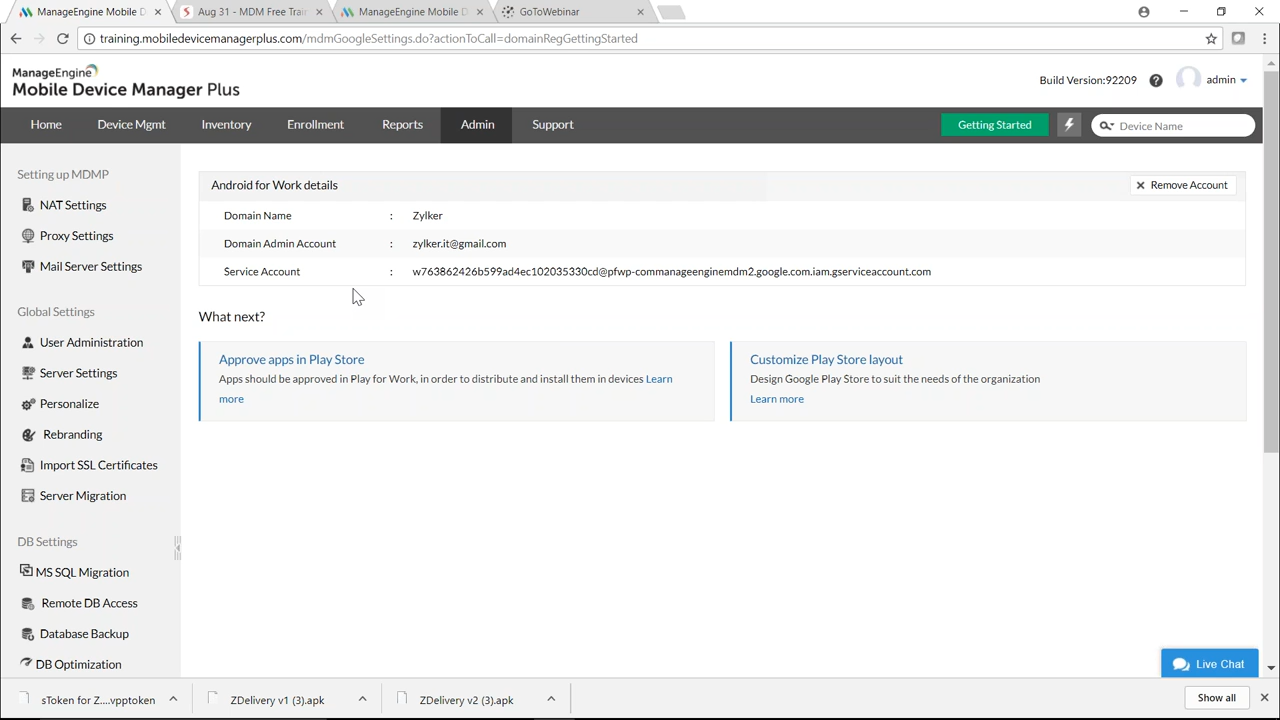 ManageEngine Mobile D
Aug 31 - MDM Free Train
ManageEngine Mobile D
GoToWebinar
training.mobiledevicemanagerplus.com/mdmGoogleSettings.do?actionToCall=domainRegGettingStarted
ManageEngine
Mobile Device Manager Plus
Build Version:92209
admin
Home
Device Mgmt
Inventory
Enrollment
Reports
Admin
Support
Getting Started
Device Name
Setting up MDMP
NAT Settings
Proxy Settings
Mail Server Settings
Global Settings
User Administration
Server Settings
Personalize
Rebranding
Import SSL Certificates
Server Migration
DB Settings
MS SQL Migration
Remote DB Access
Database Backup
DB Optimization
Android for Work details
Remove Account
Domain Name : Zylker
Domain Admin Account : zylker.it@gmail.com
Service Account : w763862426b599ad4ec102035330cd@pfwp-commanageenginemdm2.google.com.iam.gserviceaccount.com
What next?
Approve apps in Play Store
Apps should be approved in Play for Work, in order to distribute and install them in devices Learn
more
Customize Play Store layout
Design Google Play Store to suit the needs of the organization
Learn more
Live Chat
sToken for Z....vpptoken
ZDelivery v1 (3).apk
ZDelivery v2 (3).apk
Show all